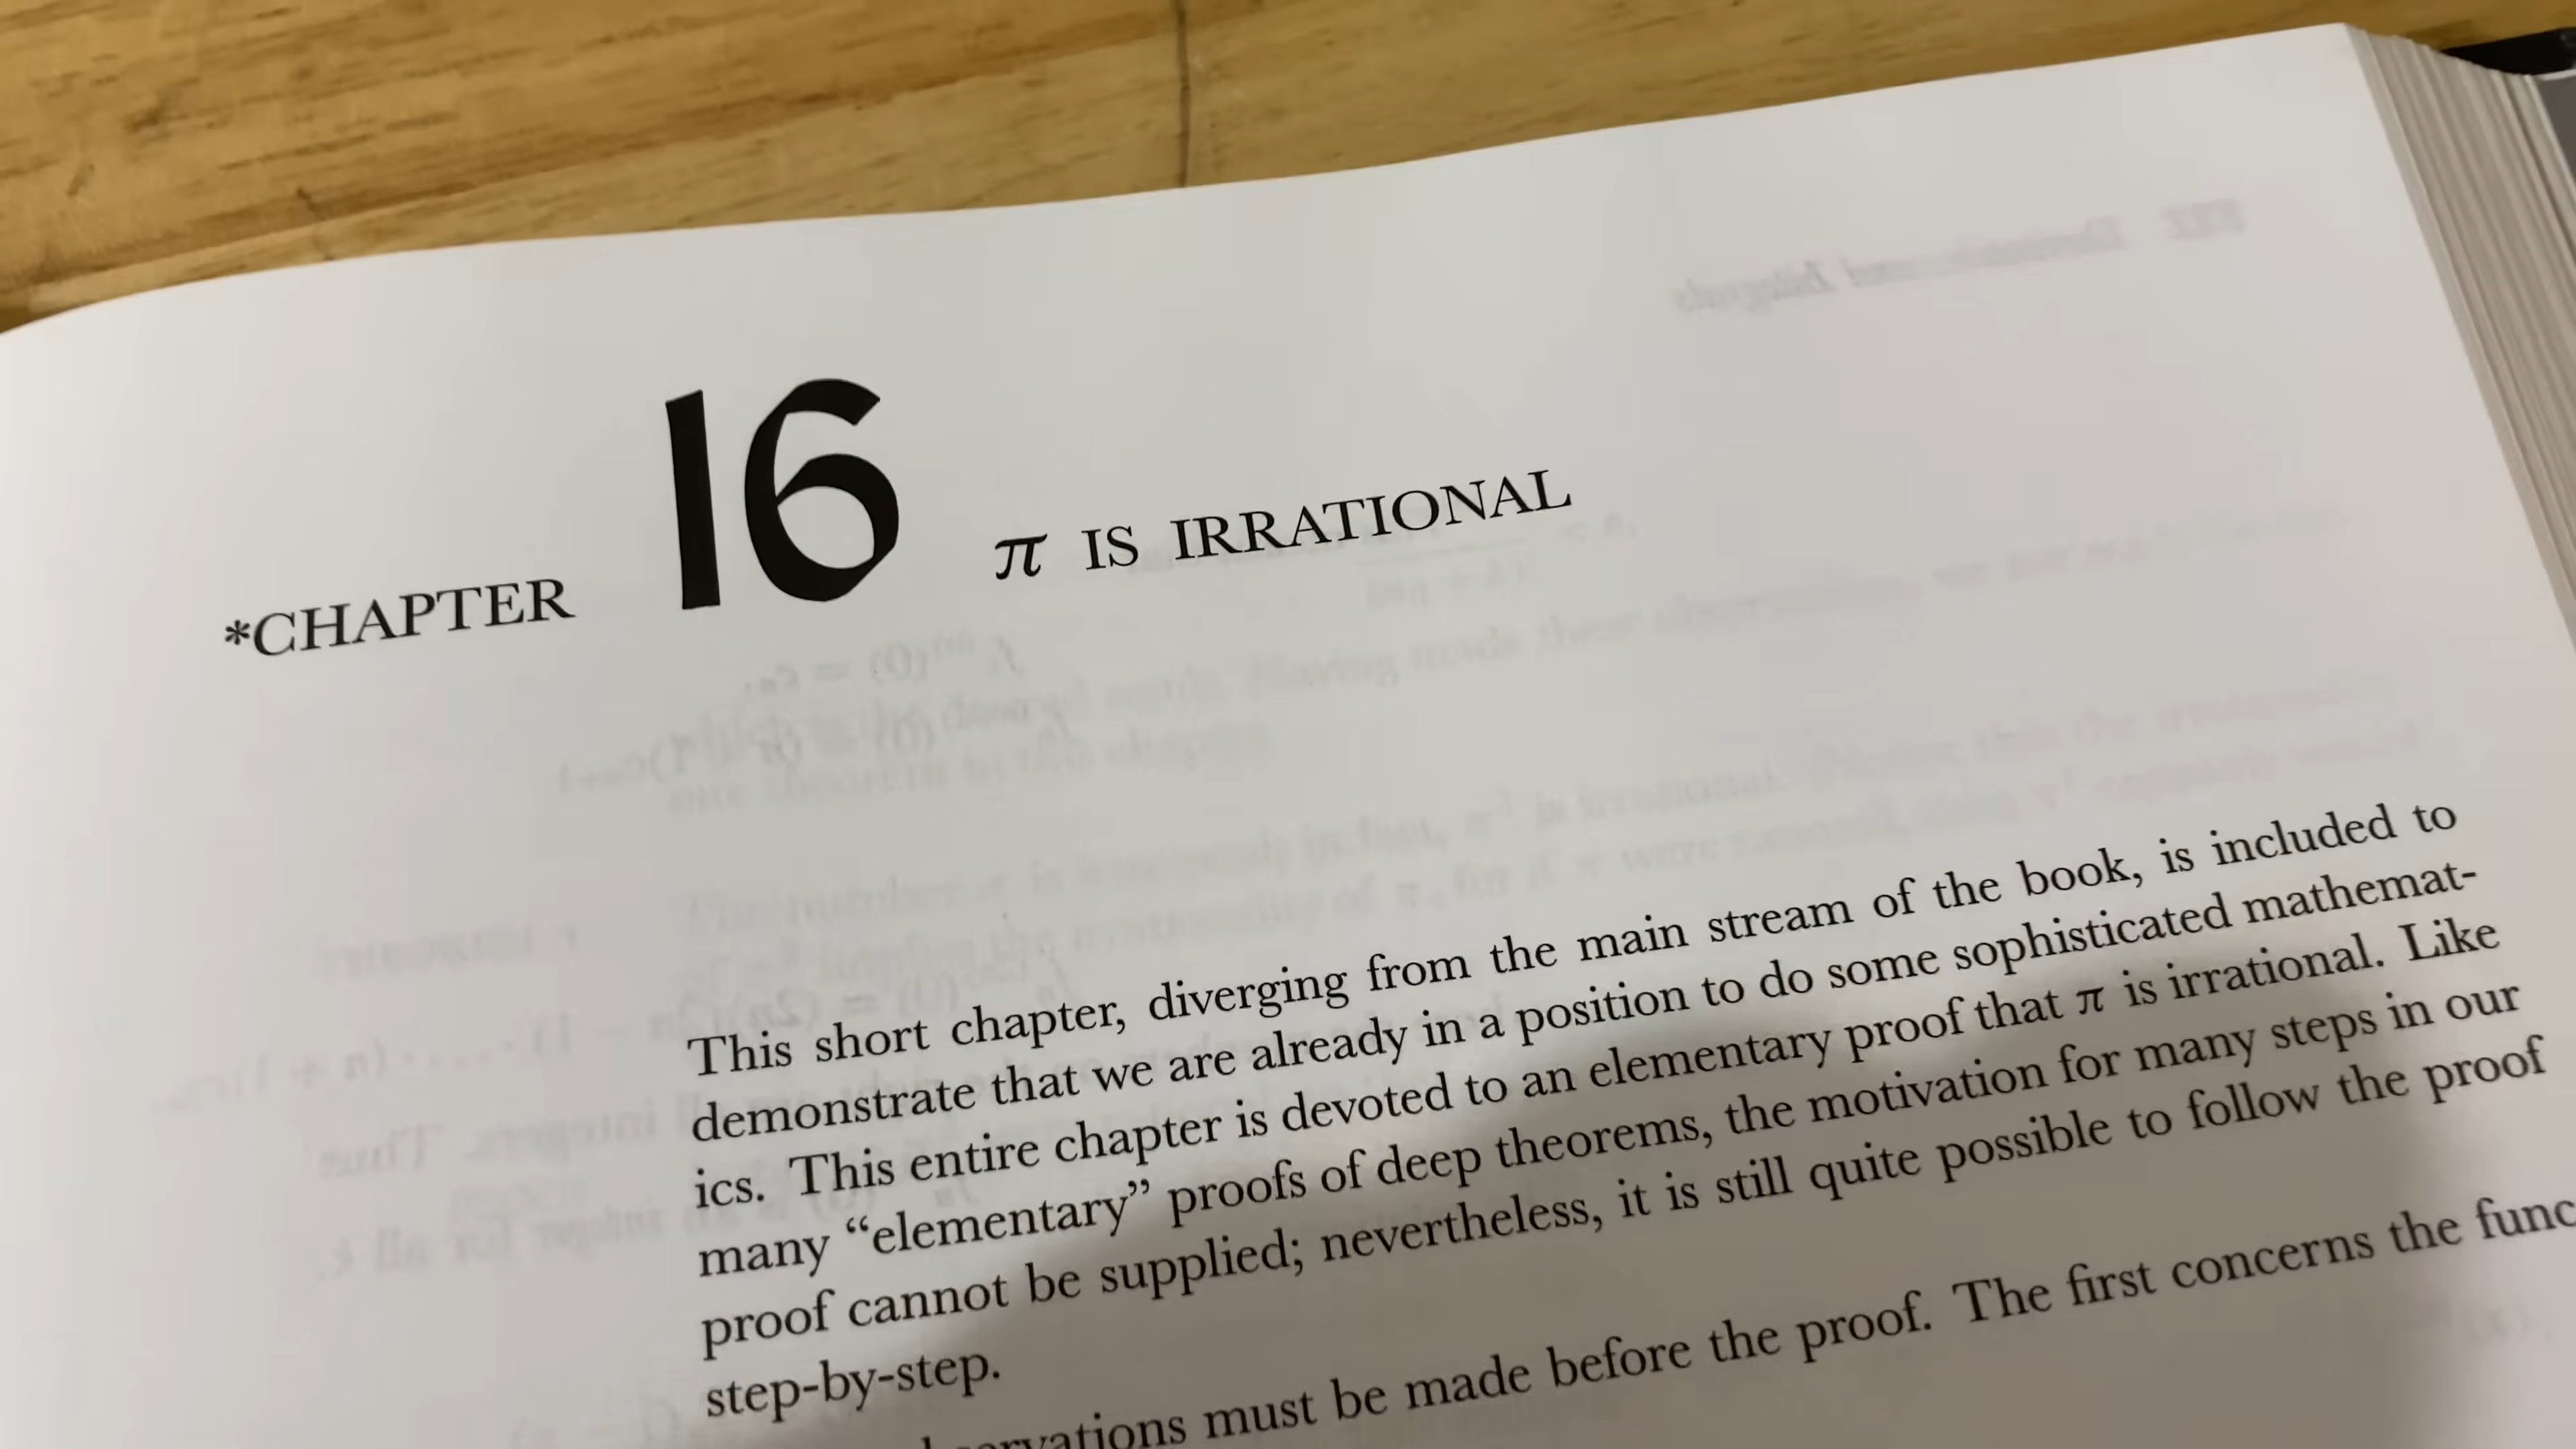 *CHAPTER 16 π IS IRRATIONAL
This short chapter, diverging from the main stream of the book, is included to
demonstrate that we are already in a position to do some sophisticated mathemat-
ics. This entire chapter is devoted to an elementary proof that π is irrational. Like
many “elementary” proofs of deep theorems, the motivation for many steps in our
proof cannot be supplied; nevertheless, it is still quite possible to follow the proof
step-by-step.
must be made before the proof. The first concerns the